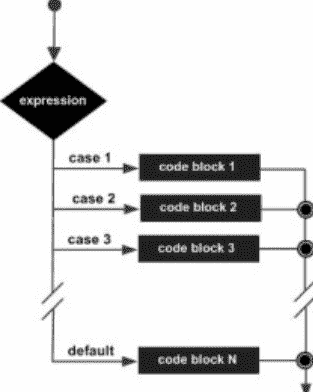 expression
case 1
code block 1
case 2
code block 2
case 3
code block 3
default
code block N